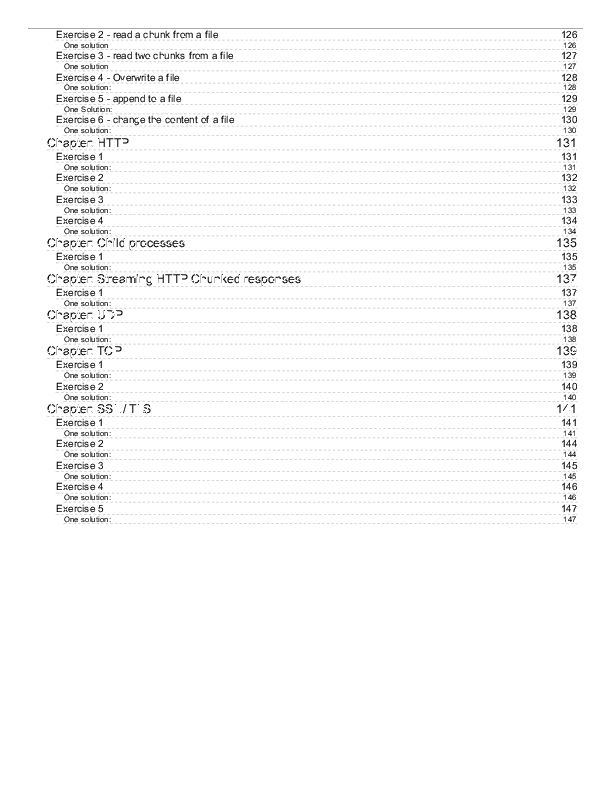 Exercise 2 - read a chunk from a file 126
One solution 126
Exercise 3 - read two chunks from a file 127
One solution 127
Exercise 4 - Overwrite a file 128
One solution: 128
Exercise 5 - append to a file 129
One Solution: 129
Exercise 6 - change the content of a file 130
One solution: 130
Chapter: HTTP 131
Exercise 1 131
One solution: 131
Exercise 2 132
One solution: 132
Exercise 3 133
One solution: 133
Exercise 4 134
One solution: 134
Chapter: Child processes 135
Exercise 1 135
One solution: 135
Chapter: Streaming HTTP Chunked responses 137
Exercise 1 137
One solution: 137
Chapter: UDP 138
Exercise 1 138
One solution: 138
Chapter: TCP 139
Exercise 1 139
One solution: 139
Exercise 2 140
One solution: 140
Chapter: SSL / TLS 141
Exercise 1 141
One solution: 141
Exercise 2 144
One solution: 144
Exercise 3 145
One solution: 145
Exercise 4 146
One solution: 146
Exercise 5 147
One solution: 147